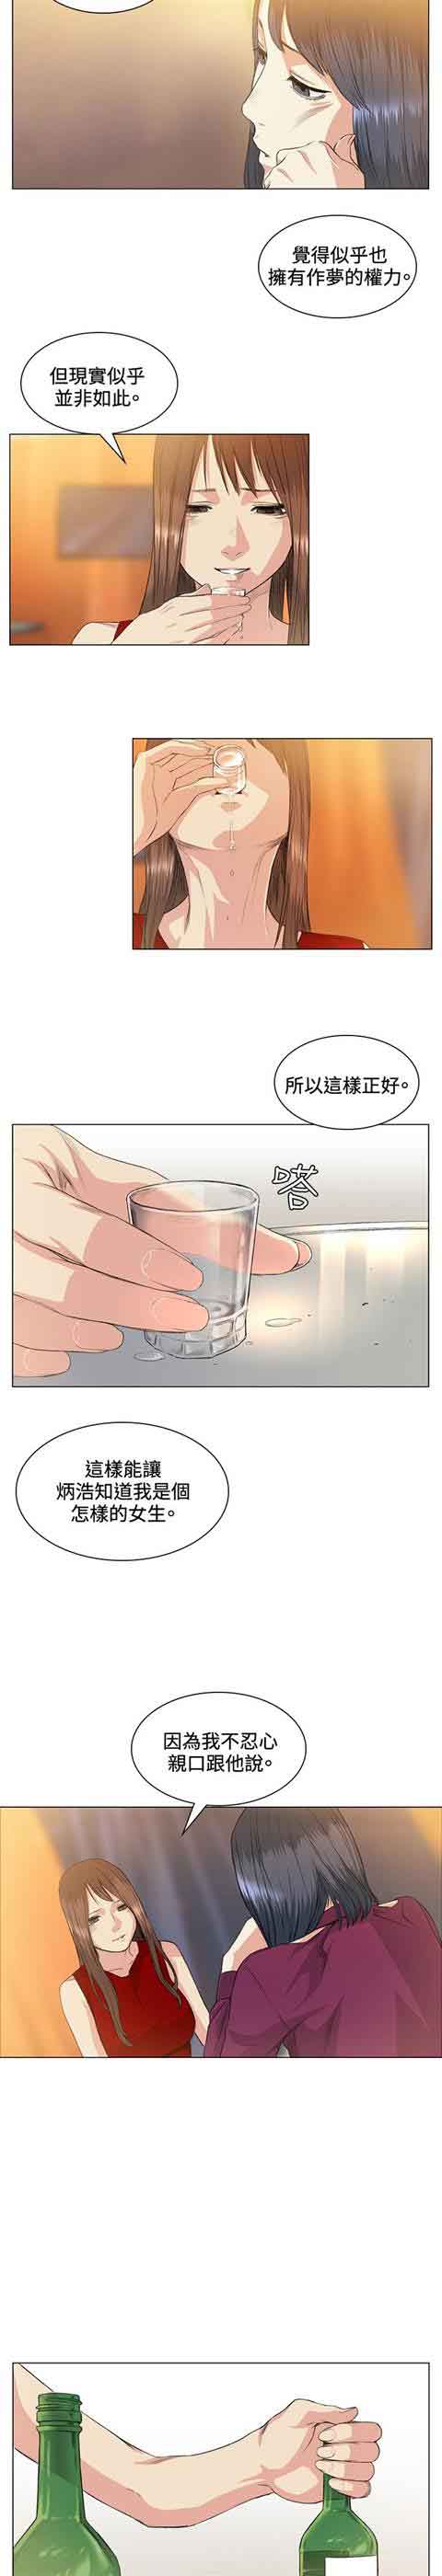 覺得似乎也
擁有作夢的權力。
但現實似乎
並非如此。
所以這樣正好。
嗒
這樣能讓
炳浩知道我是個
怎樣的女生。
因為我不忍心
親口跟他說。